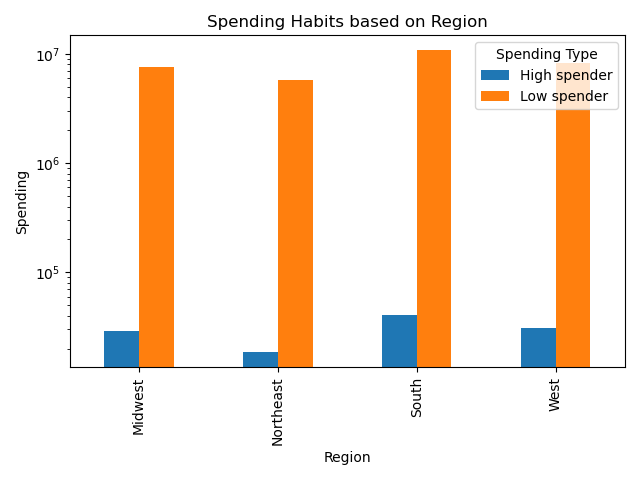 Spending Habits based on Region
Spending Type
High spender
Low spender
10⁷
10⁶
10⁵
Spending
Midwest
Northeast
South
West
Region